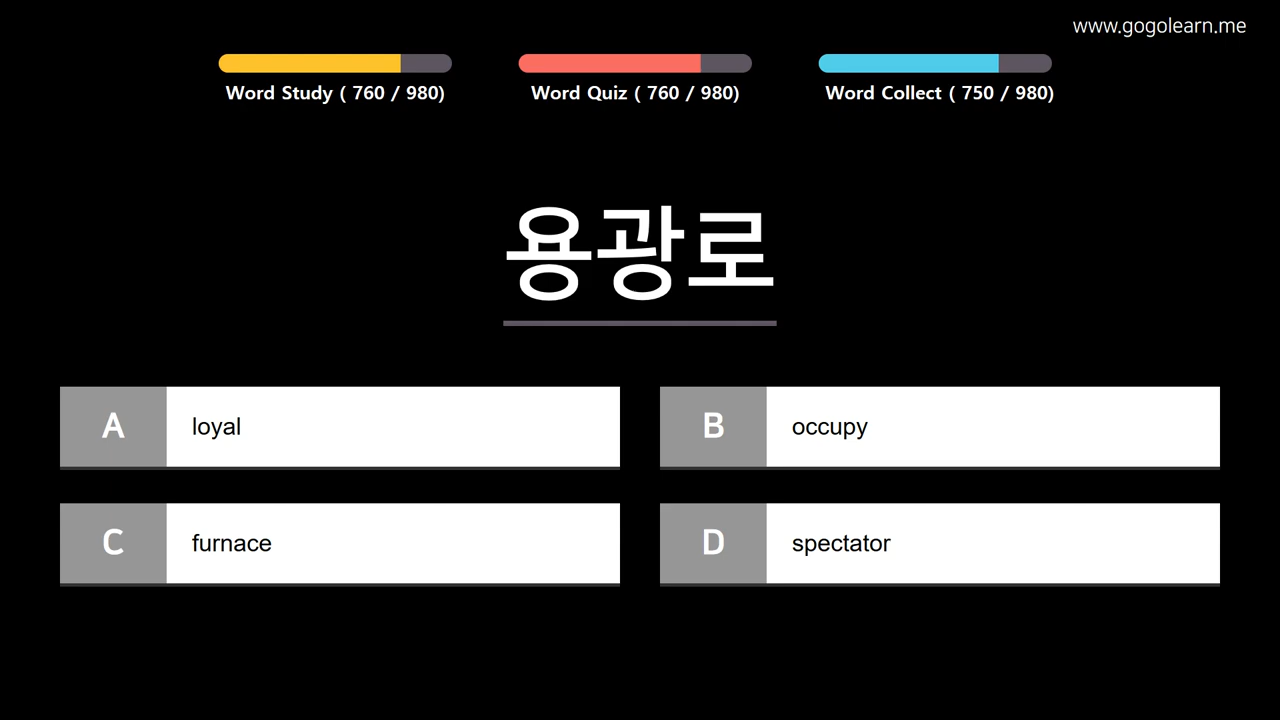 www.gogolearn.me
Word Study ( 760 / 980)
Word Quiz ( 760 / 980)
Word Collect ( 750 / 980)
용광로
A loyal
B occupy
C furnace
D spectator